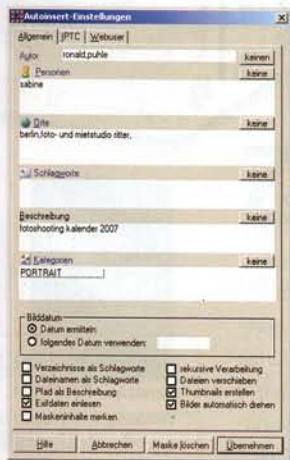 Autoinsert-Einstellungen
Allgemein IPTC Webuser
Autor ronald,puhle keinen
Personen keine
sabine
Orte keine
berlin,foto- und mietstudio ritter,
Schlagworte keine
Beschreibung keine
fotoshooting kalender 2007
Kategorien keine
PORTRAIT
Bilddatum
Datum ermitteln
folgendes Datum verwenden:
Verzeichnisse als Schlagworte rekursive Verarbeitung
Dateinamen als Schlagworte Dateien verschieben
Pfad als Beschreibung Thumbnails erstellen
Exifdaten einlesen Bilder automatisch drehen
Maskeninhalte merken
Hilfe Abbrechen Maske löschen Übernehmen